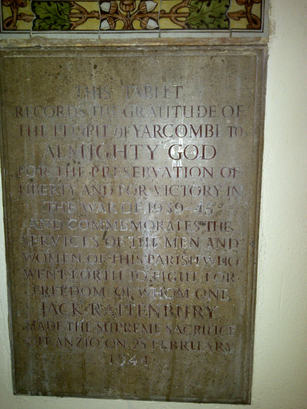 THIS TABLET
RECORDS THE GRATITUDE OF
THE PEOPLE OF YARCOMBE TO
ALMIGHTY GOD
FOR THE PRESERVATION OF
LIBERTY AND FOR VICTORY IN
THE WAR OF 1939-45
AND COMMEMORATES THE
SERVICES OF THE MEN AND
WOMEN OF THIS PARISH WHO
WENT FORTH TO FIGHT FOR
FREEDOM OF WHOM ONE
JACK RATTENBURY
MADE THE SUPREME SACRIFICE
AT ANZIO ON 25 FEBRUARY
1944